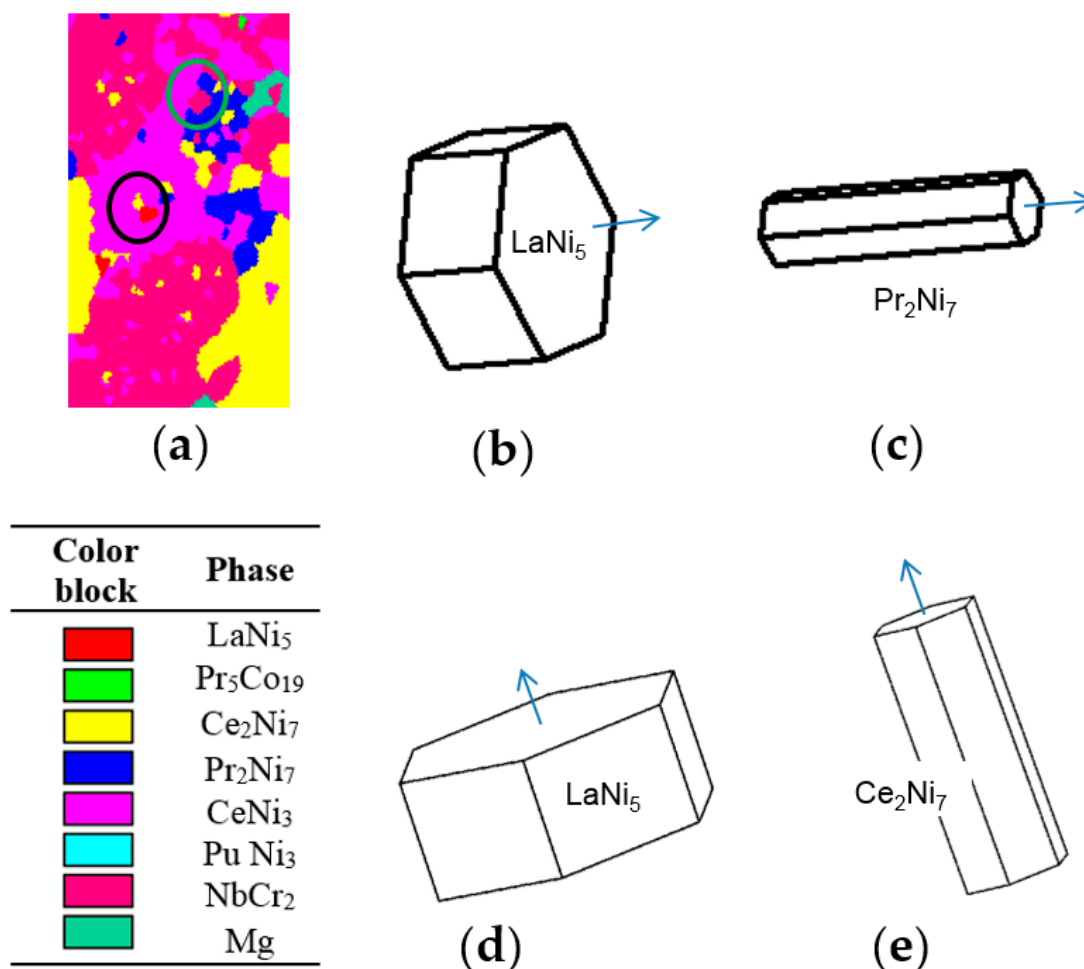 LaNi₅
Pr₂Ni₇
(a)
(b)
(c)
Color block
Phase
LaNi₅
Pr₅Co₁₉
Ce₂Ni₇
Pr₂Ni₇
CeNi₃
Pu Ni₃
NbCr₂
Mg
LaNi₅
Ce₂Ni₇
(d)
(e)